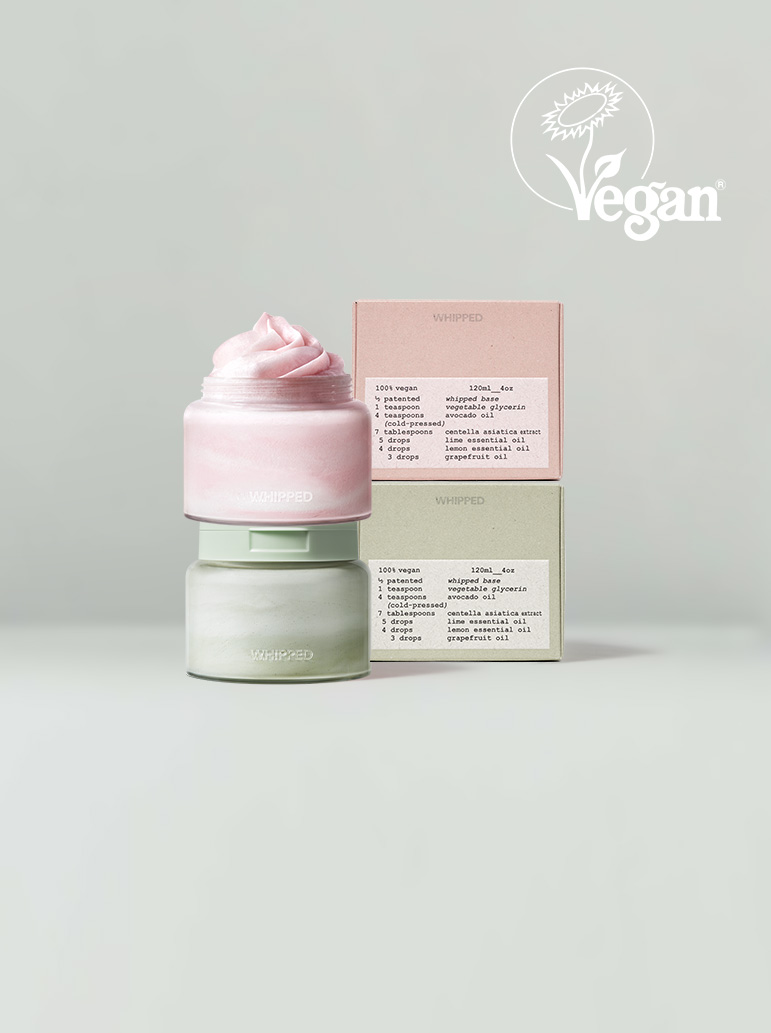 Vegan®
WHIPPED
100% vegan 120ml__4oz
½ patented whipped base
1 teaspoon vegetable glycerin
4 teaspoons avocado oil
(cold-pressed)
7 tablespoons centella asiatica extract
5 drops lime essential oil
4 drops lemon essential oil
3 drops grapefruit oil
WHIPPED
WHIPPED
100% vegan 120ml__4oz
½ patented whipped base
1 teaspoon vegetable glycerin
4 teaspoons avocado oil
(cold-pressed)
7 tablespoons centella asiatica extract
5 drops lime essential oil
4 drops lemon essential oil
3 drops grapefruit oil
WHIPPED